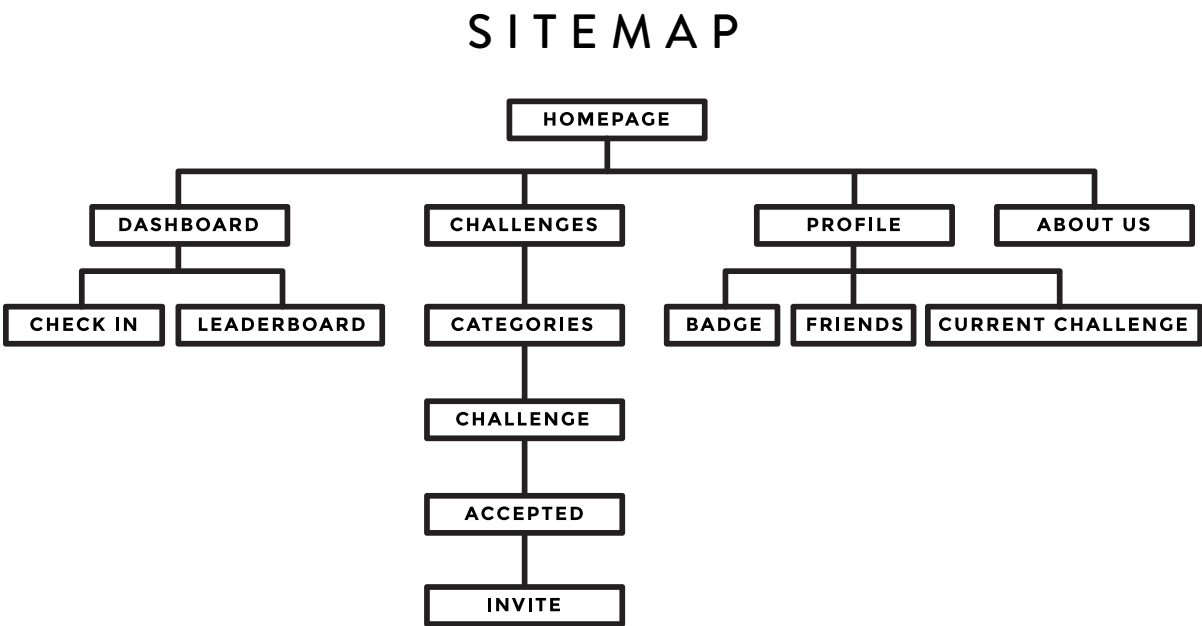 SITEMAP
HOMEPAGE
DASHBOARD
CHALLENGES
PROFILE
ABOUT US
CHECK IN
LEADERBOARD
CATEGORIES
BADGE
FRIENDS
CURRENT CHALLENGE
CHALLENGE
ACCEPTED
INVITE